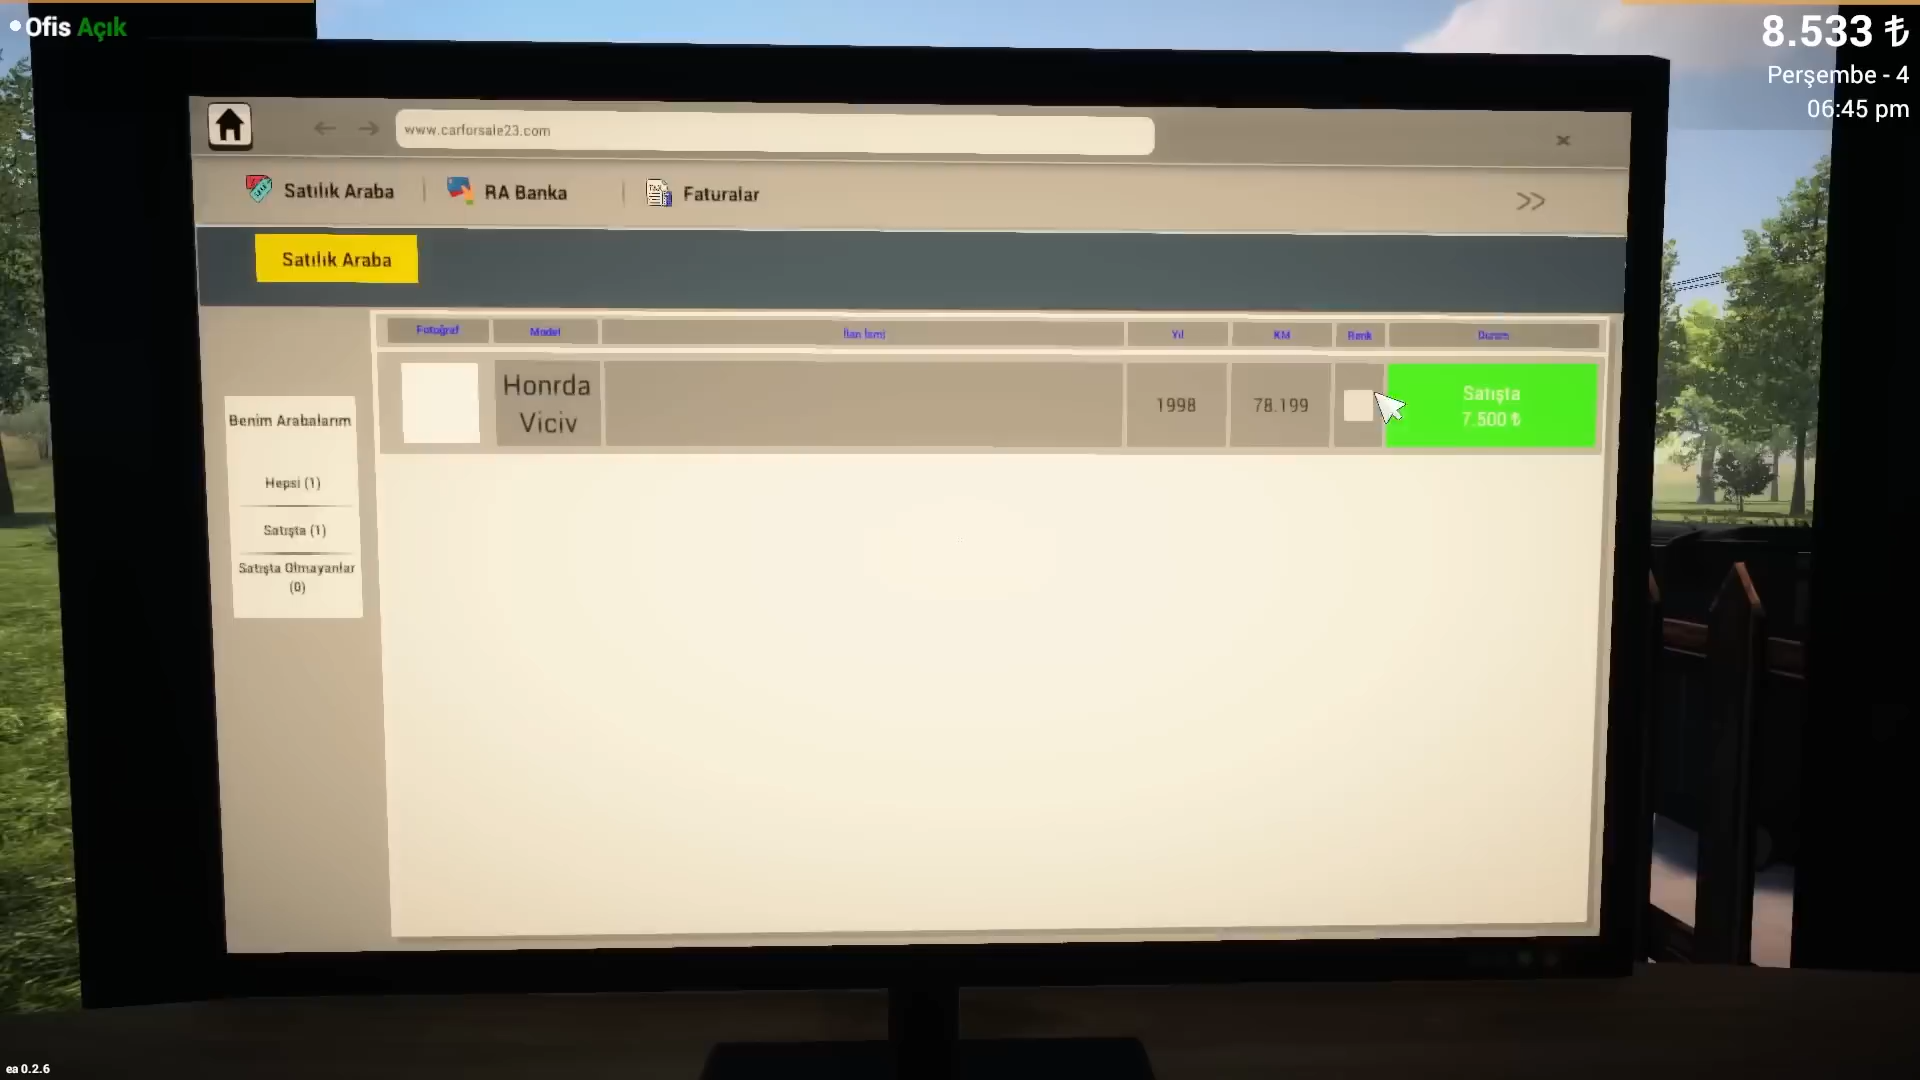 Ofis Açık
8.533 ₺
Perşembe - 4
06:45 pm
www.carforsale23.com
Satılık Araba
RA Banka
Faturalar
Satılık Araba
Fotoğraf Model İlan İsmi Yıl KM Renk Durum
Honrda
Viciv
1998
78.199
Satışta
7.500 ₺
Benim Arabalarım
Hepsi (1)
Satışta (1)
Satışta Olmayanlar
(0)
ea 0.2.6